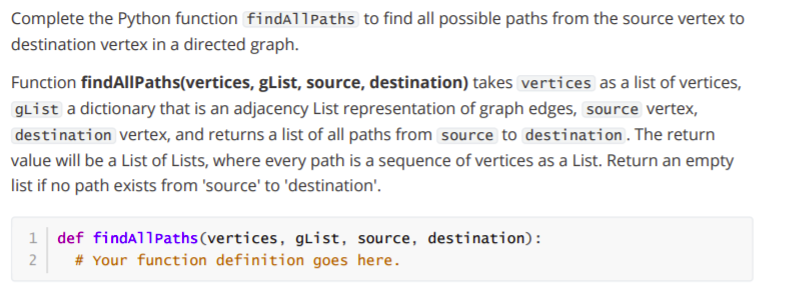 Complete the Python function findAllPaths to find all possible paths from the source vertex to
destination vertex in a directed graph.
Function findAllPaths(vertices, gList, source, destination) takes vertices as a list of vertices,
gList a dictionary that is an adjacency List representation of graph edges, source vertex,
destination vertex, and returns a list of all paths from source to destination. The return
value will be a List of Lists, where every path is a sequence of vertices as a List. Return an empty
list if no path exists from 'source' to 'destination'.
1 def findAllPaths(vertices, gList, source, destination):
2 # Your function definition goes here.